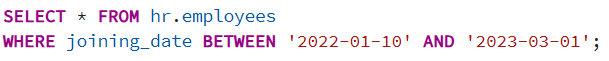 SELECT * FROM hr.employees
WHERE joining_date BETWEEN '2022-01-10' AND '2023-03-01';